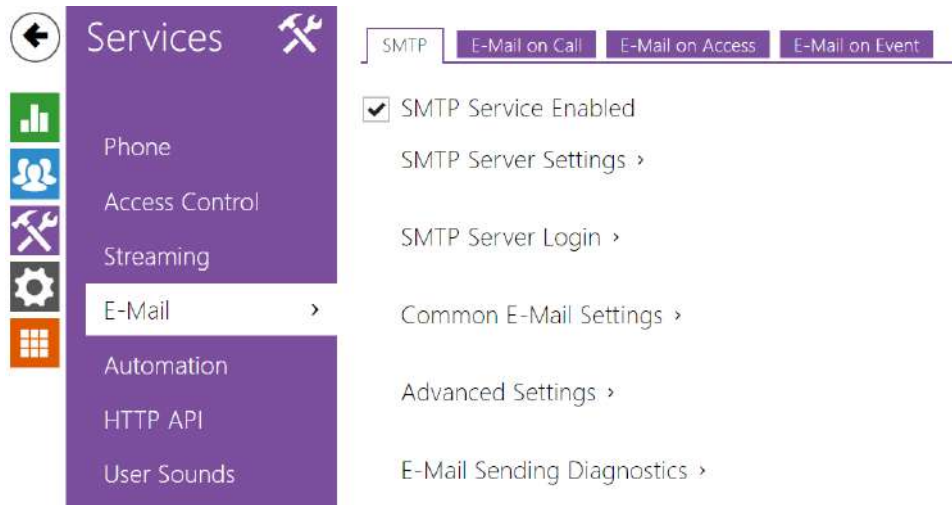 Services
Phone
Access Control
Streaming
E-Mail ›
Automation
HTTP API
User Sounds
SMTP E-Mail on Call E-Mail on Access E-Mail on Event
SMTP Service Enabled
SMTP Server Settings ›
SMTP Server Login ›
Common E-Mail Settings ›
Advanced Settings ›
E-Mail Sending Diagnostics ›